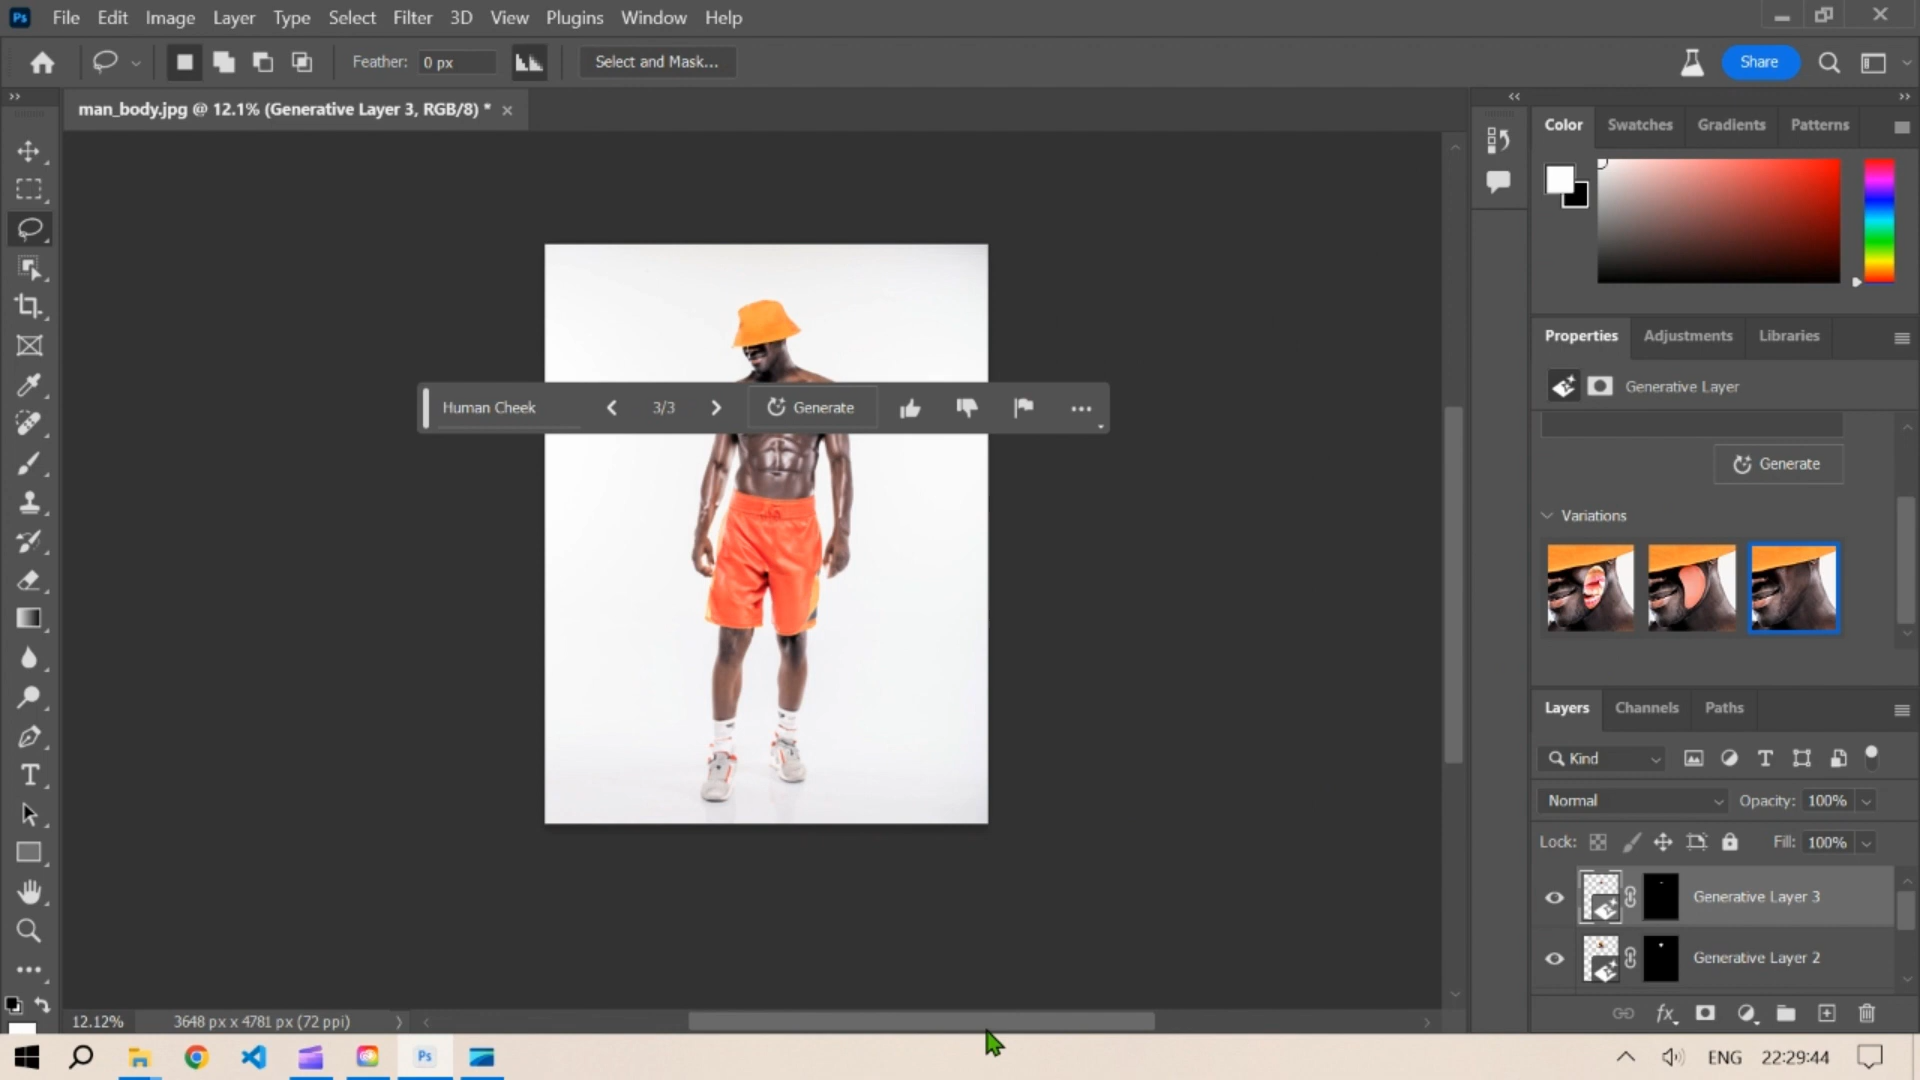 Ps File Edit Image Layer Type Select Filter 3D View Plugins Window Help
Feather: 0 px Select and Mask... Share
man_body.jpg @ 12.1% (Generative Layer 3, RGB/8) *
Color Swatches Gradients Patterns
Properties Adjustments Libraries
Generative Layer
Human Cheek 3/3 Generate
Generate
Variations
Layers Channels Paths
Kind
Normal Opacity: 100%
Lock: Fill: 100%
Generative Layer 3
Generative Layer 2
fx
12.12% 3648 px x 4781 px (72 ppi)
Ps ENG 22:29:44